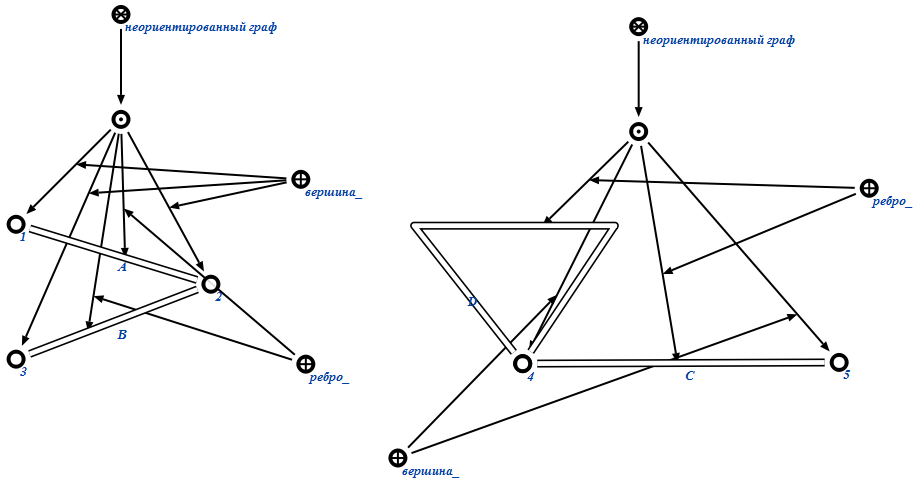 неориентированный граф
вершина_
1
A
2
B
3
ребро_
неориентированный граф
ребро_
D
4
C
5
вершина_